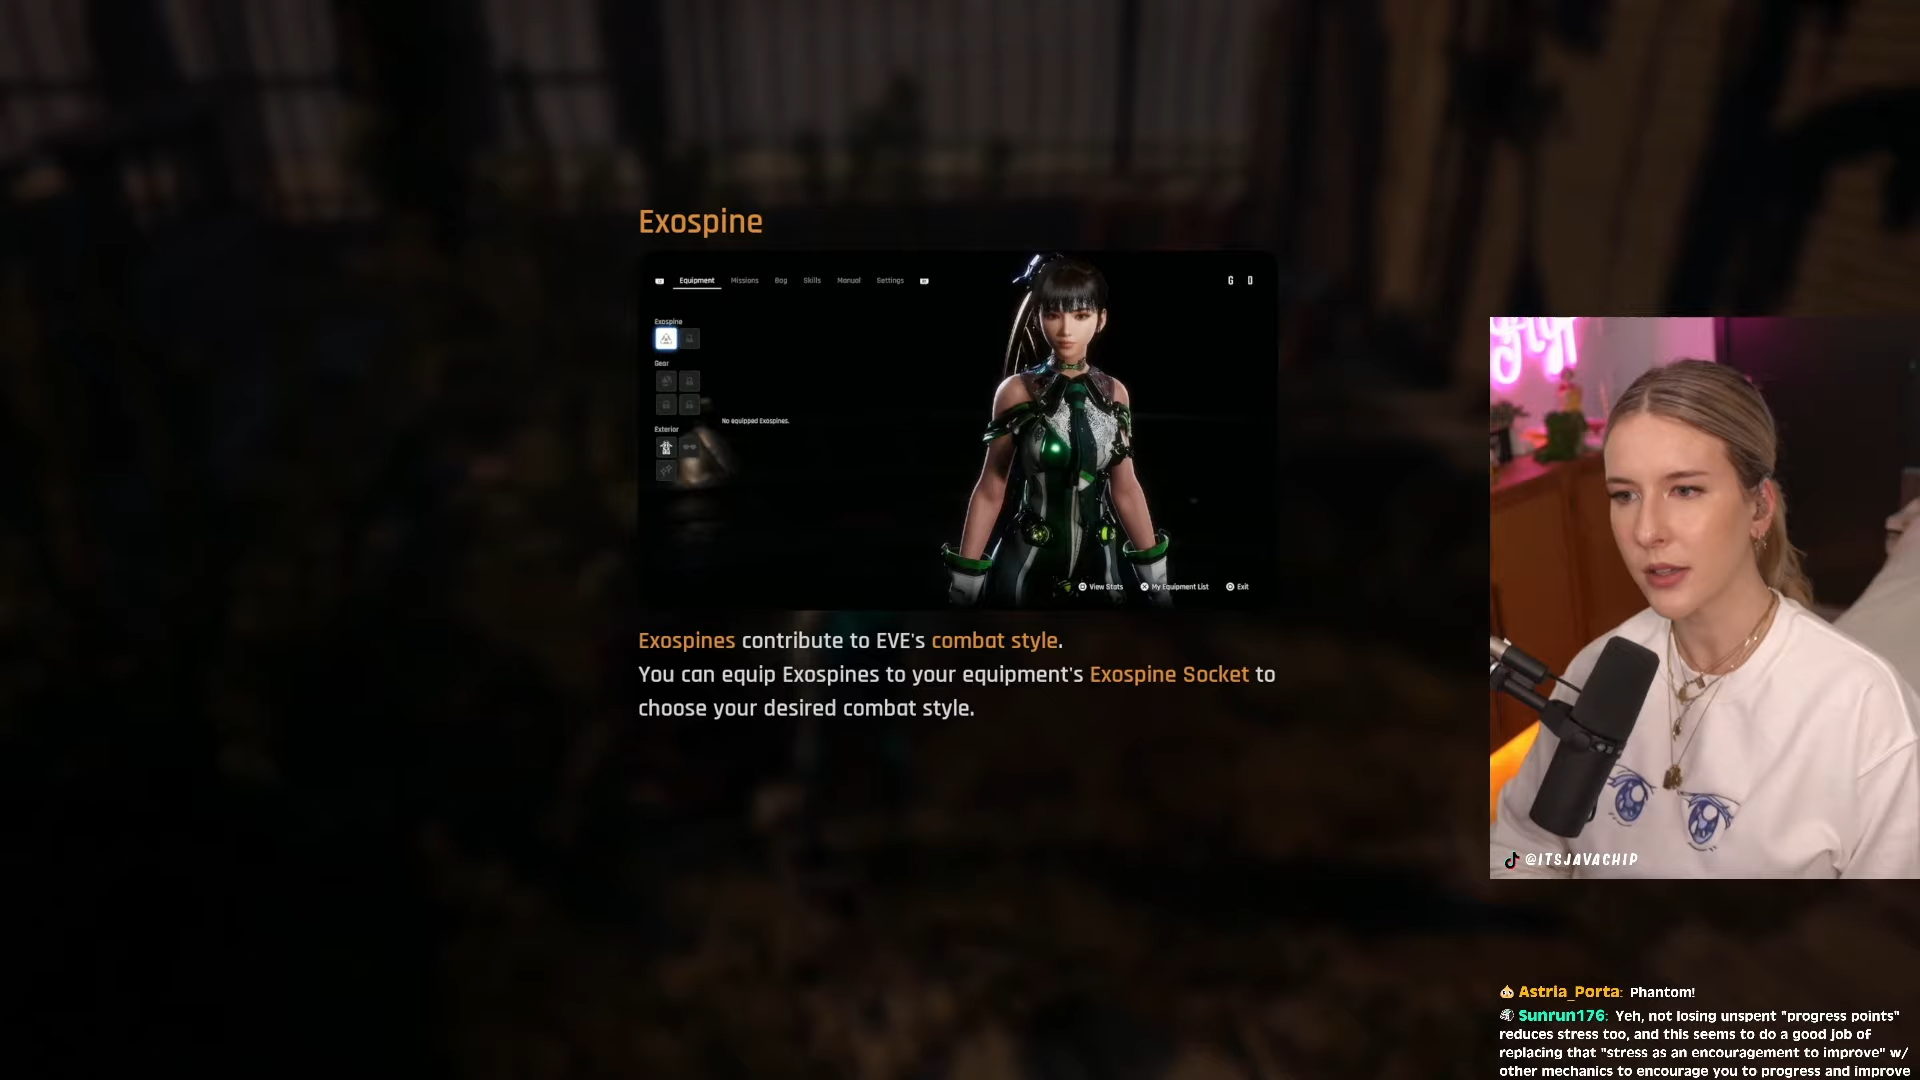 Exospine
Equipment Missions Bag Skills Manual Settings
G D
Exospine
Gear
No equipped Exospines.
Exterior
View Stats My Equipment List Exit
Exospines contribute to EVE's combat style.
You can equip Exospines to your equipment's Exospine Socket to
choose your desired combat style.
@ITSJAVACHIP
Astria_Porta: Phantom!
Sunrun176: Yeh, not losing unspent "progress points"
reduces stress too, and this seems to do a good job of
replacing that "stress as an encouragement to improve" w/
other mechanics to encourage you to progress and improve